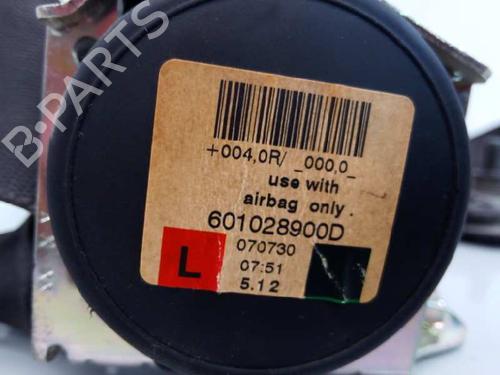 B-PARTS
+004,0R/ _000,0_
use with
airbag only.
601028900D
070730
L
07:51
5.12